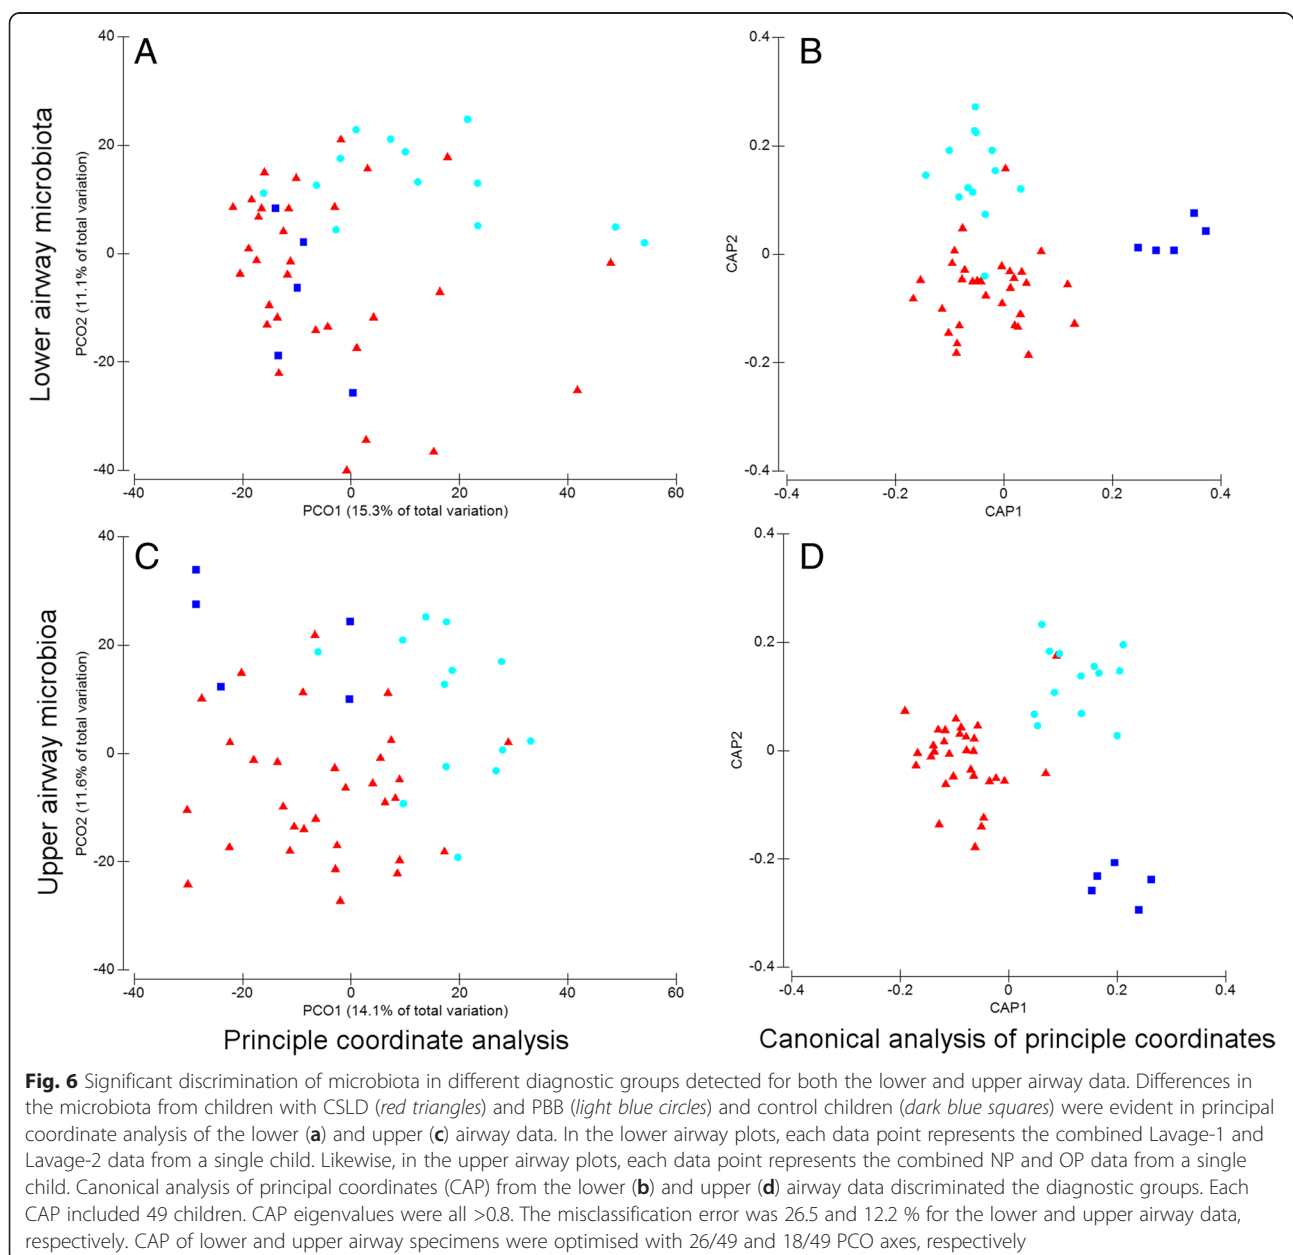 A
B
Lower airway microbiota
PCO2 (11.1% of total variation)
40
20
0
-20
-40
-40
-20
0
20
40
60
PCO1 (15.3% of total variation)
CAP2
0.4
0.2
0
-0.2
-0.4
-0.4
-0.2
0
0.2
0.4
CAP1
C
D
Upper airway microbioa
PCO2 (11.6% of total variation)
40
20
0
-20
-40
-40
-20
0
20
40
60
PCO1 (14.1% of total variation)
CAP2
0.4
0.2
0
-0.2
-0.4
-0.4
-0.2
0
0.2
0.4
CAP1
Principle coordinate analysis
Canonical analysis of principle coordinates
Fig. 6 Significant discrimination of microbiota in different diagnostic groups detected for both the lower and upper airway data. Differences in
the microbiota from children with CSLD (red triangles) and PBB (light blue circles) and control children (dark blue squares) were evident in principal
coordinate analysis of the lower (a) and upper (c) airway data. In the lower airway plots, each data point represents the combined Lavage-1 and
Lavage-2 data from a single child. Likewise, in the upper airway plots, each data point represents the combined NP and OP data from a single
child. Canonical analysis of principal coordinates (CAP) from the lower (b) and upper (d) airway data discriminated the diagnostic groups. Each
CAP included 49 children. CAP eigenvalues were all >0.8. The misclassification error was 26.5 and 12.2 % for the lower and upper airway data,
respectively. CAP of lower and upper airway specimens were optimised with 26/49 and 18/49 PCO axes, respectively